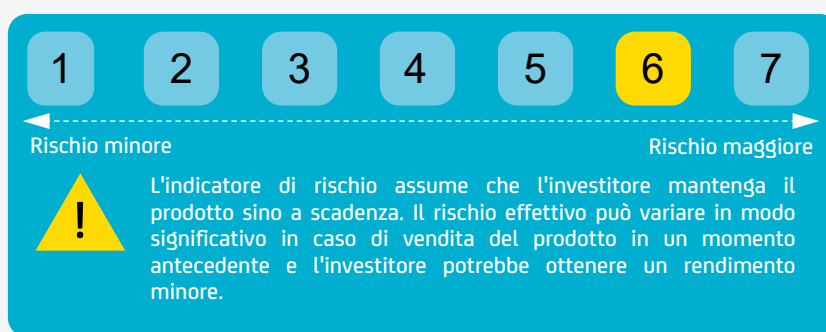 1 2 3 4 5 6 7
Rischio minore Rischio maggiore
! L'indicatore di rischio assume che l'investitore mantenga il
prodotto sino a scadenza. Il rischio effettivo può variare in modo
significativo in caso di vendita del prodotto in un momento
antecedente e l'investitore potrebbe ottenere un rendimento
minore.